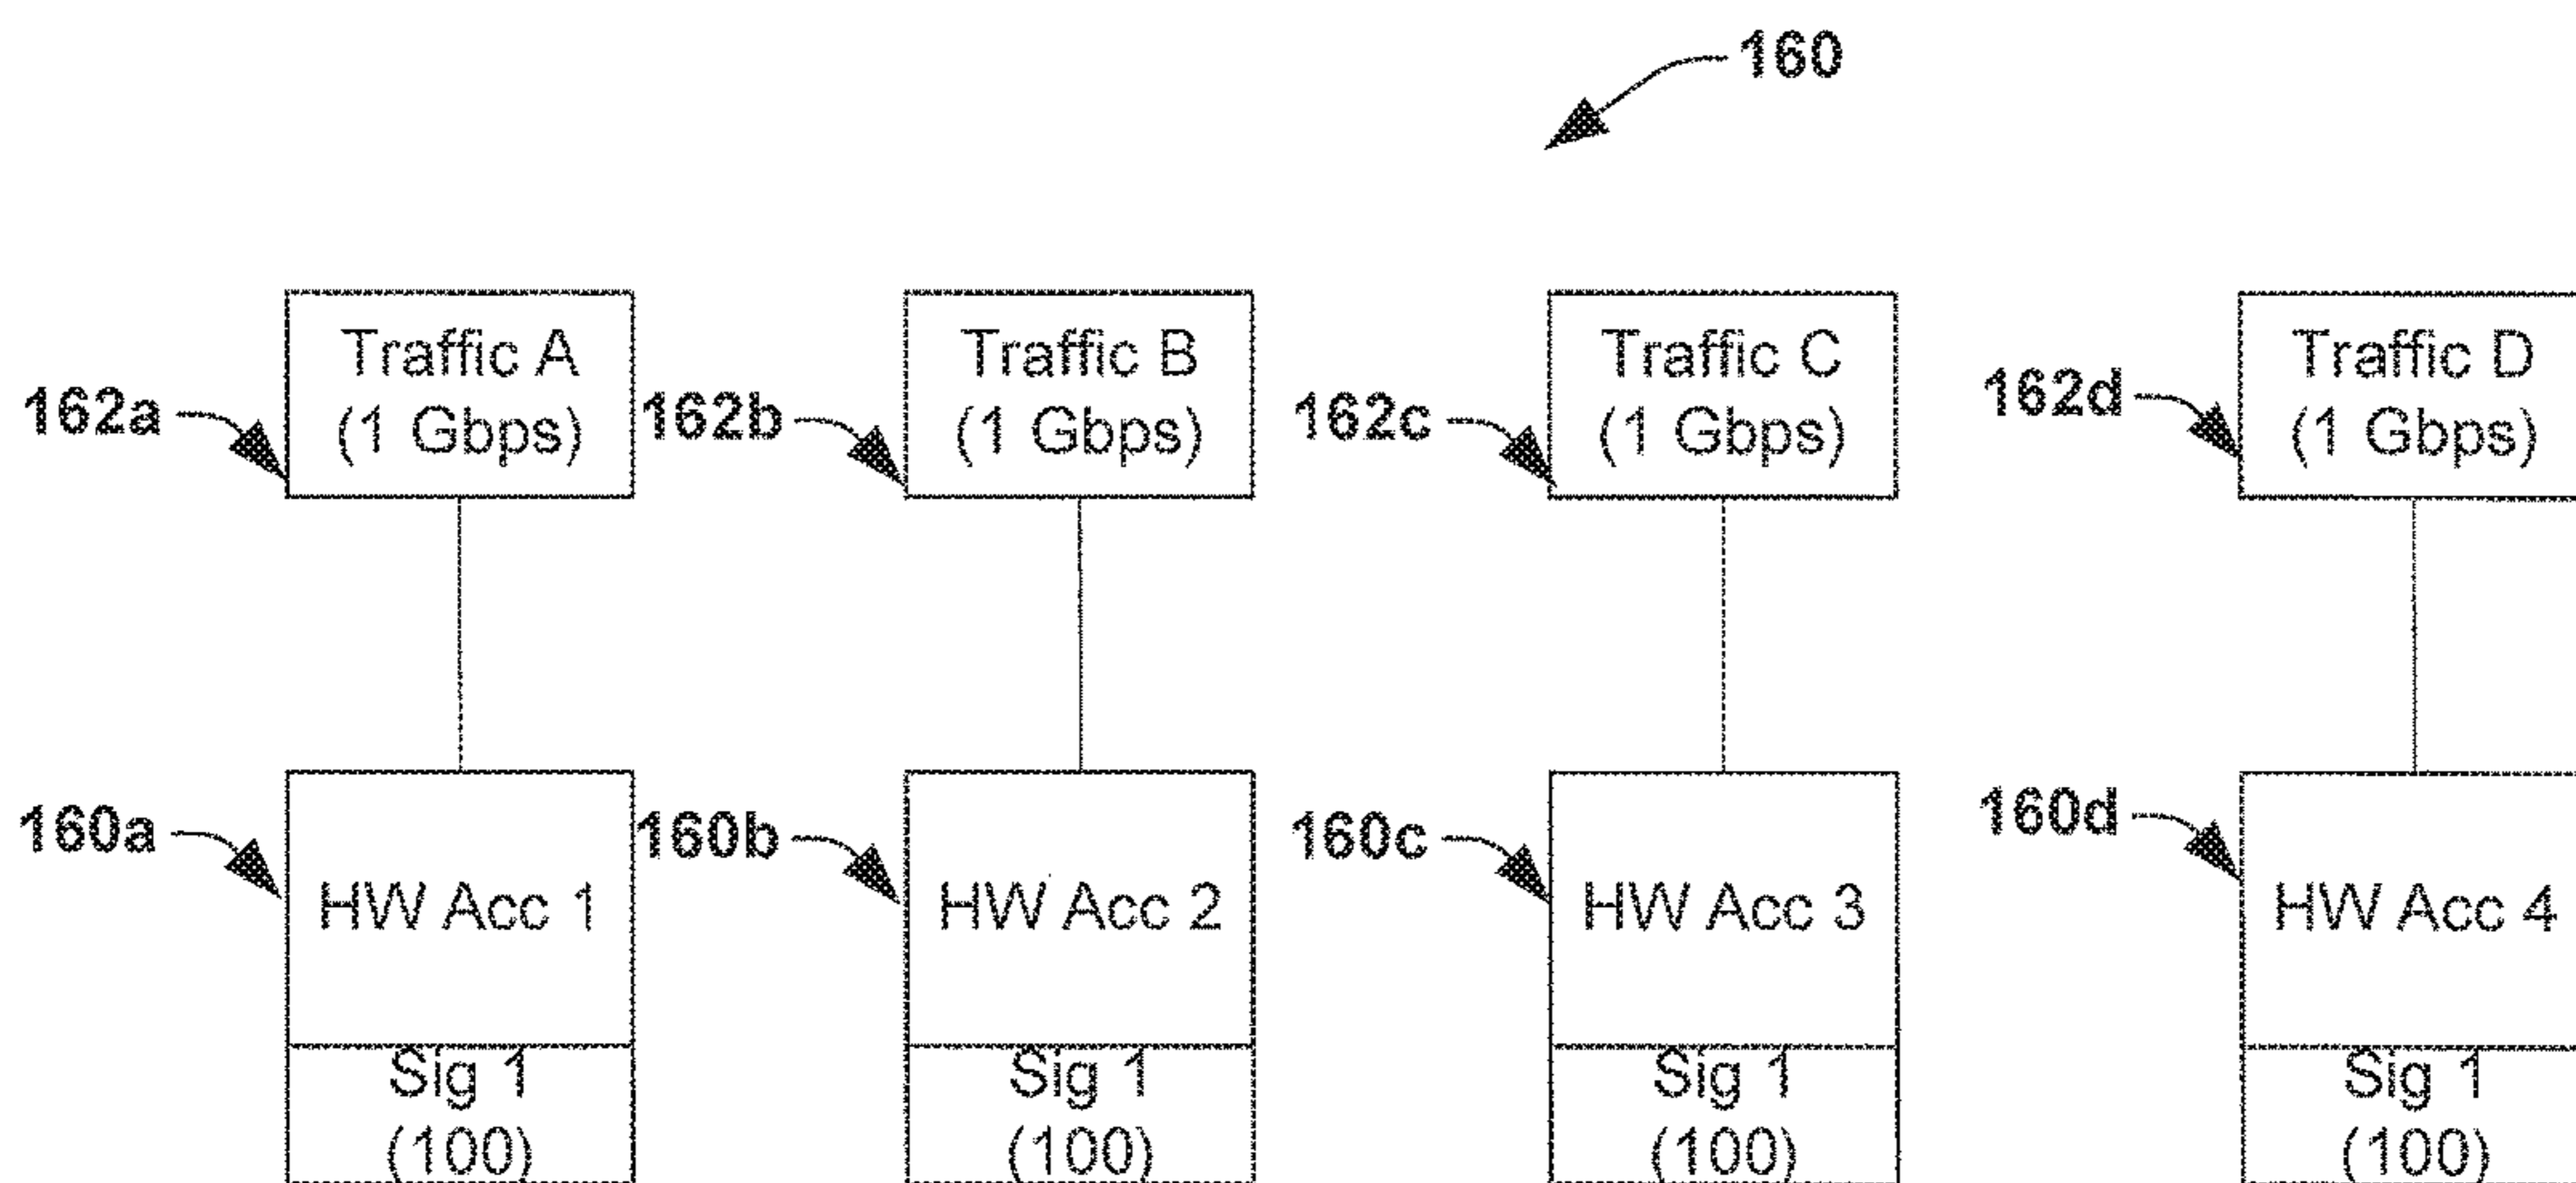 160
Traffic A
(1 Gbps)
Traffic B
(1 Gbps)
Traffic C
(1 Gbps)
Traffic D
(1 Gbps)
162a
162b
162c
162d
160a
160b
160c
160d
HW Acc 1
HW Acc 2
HW Acc 3
HW Acc 4
Sig 1
(100)
Sig 1
(100)
Sig 1
(100)
Sig 1
(100)